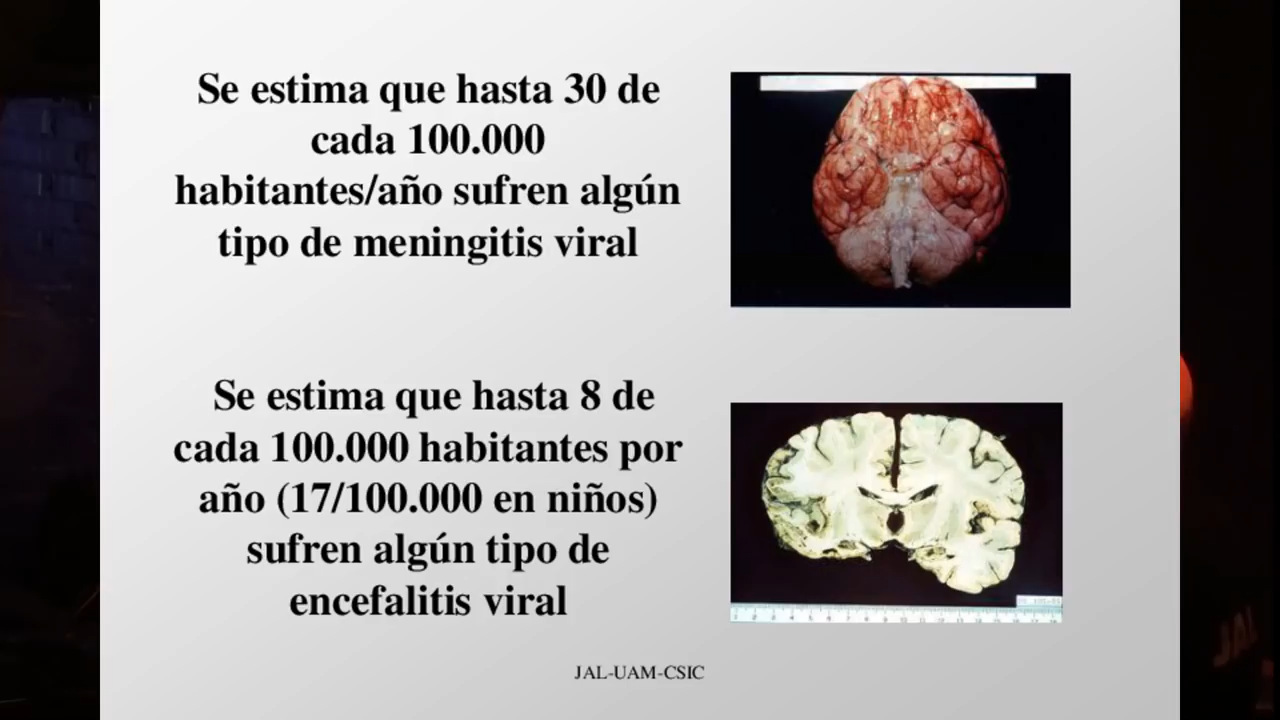 Se estima que hasta 30 de
cada 100.000
habitantes/año sufren algún
tipo de meningitis viral
Se estima que hasta 8 de
cada 100.000 habitantes por
año (17/100.000 en niños)
sufren algún tipo de
encefalitis viral
JAL-UAM-CSIC
JAL